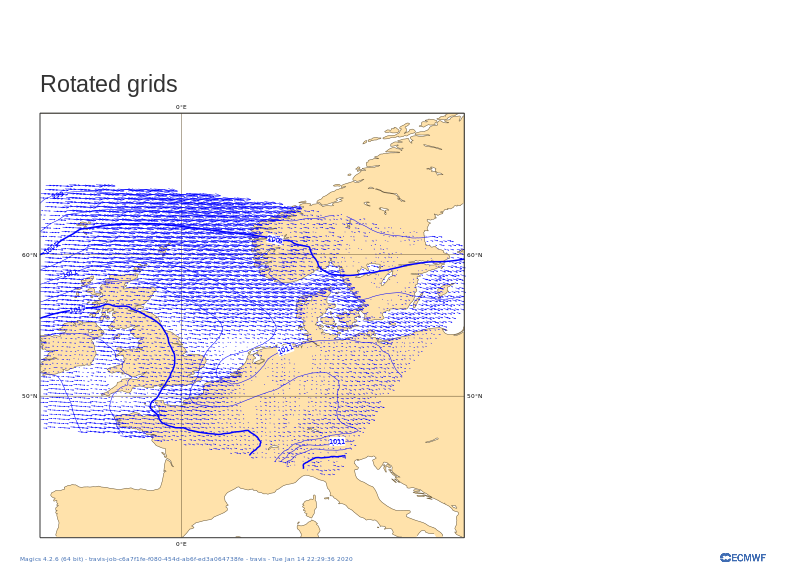 Rotated grids
0°E
60°N
60°N
1011
50°N
50°N
1011
0°E
Magics 4.2.6 (64 bit) - travis-job-c6a7f1fe-f080-454d-ab6f-ed3a064738fe - travis - Tue Jan 14 22:29:36 2020
ECMWF